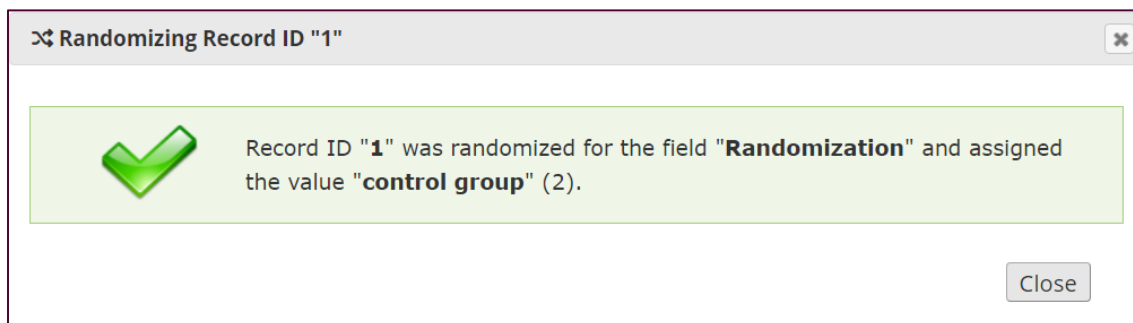 Randomizing Record ID "1"
Record ID "1" was randomized for the field "Randomization" and assigned
the value "control group" (2).
Close